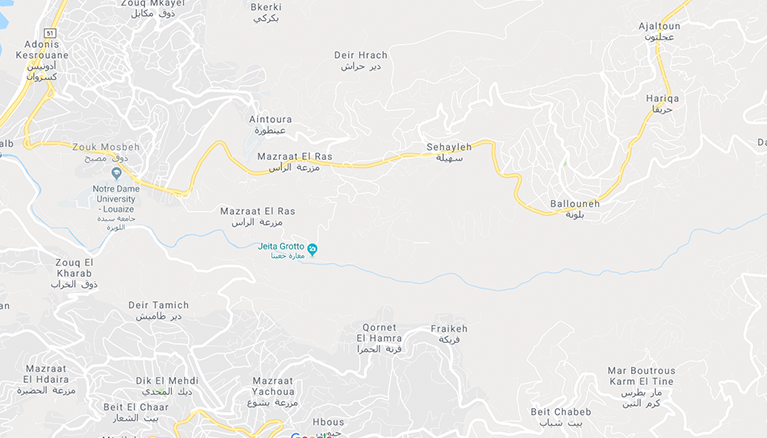 Zouq Mkayel
ذوق مكايل
Bkerki
بكركي
Ajaltoun
عجلتون
51
Adonis
Kesrouane
أدونيس
كسروان
Deir Hrach
دير حراش
Hariqa
حريقا
Aintoura
عينطورة
Zouk Mosbeh
ذوق مصبح
Mazraat El Ras
مزرعة الرأس
Sehayleh
سهيلة
Notre Dame
University
- Louaize
جامعة سيدة
اللويزة
Ballouneh
بلونة
Mazraat El Ras
مزرعة الراس
Jeita Grotto
مغارة جعيتا
Zouq El
Kharab
ذوق الخراب
Deir Tamich
دير طاميش
Qornet
El Hamra
قرنة الحمرا
Fraikeh
فريكة
Mazraat
El Hdaira
مزرعة الحضيرة
Dik El Mehdi
ديك المحدي
Mazraat
Yachoua
مزرعة يشوع
Mar Boutrous
Karm El Tine
مار بطرس
كرم التين
Beit El Chaar
بيت الشعار
Hbous
حبوس
Beit Chabeb
بيت شباب
Google